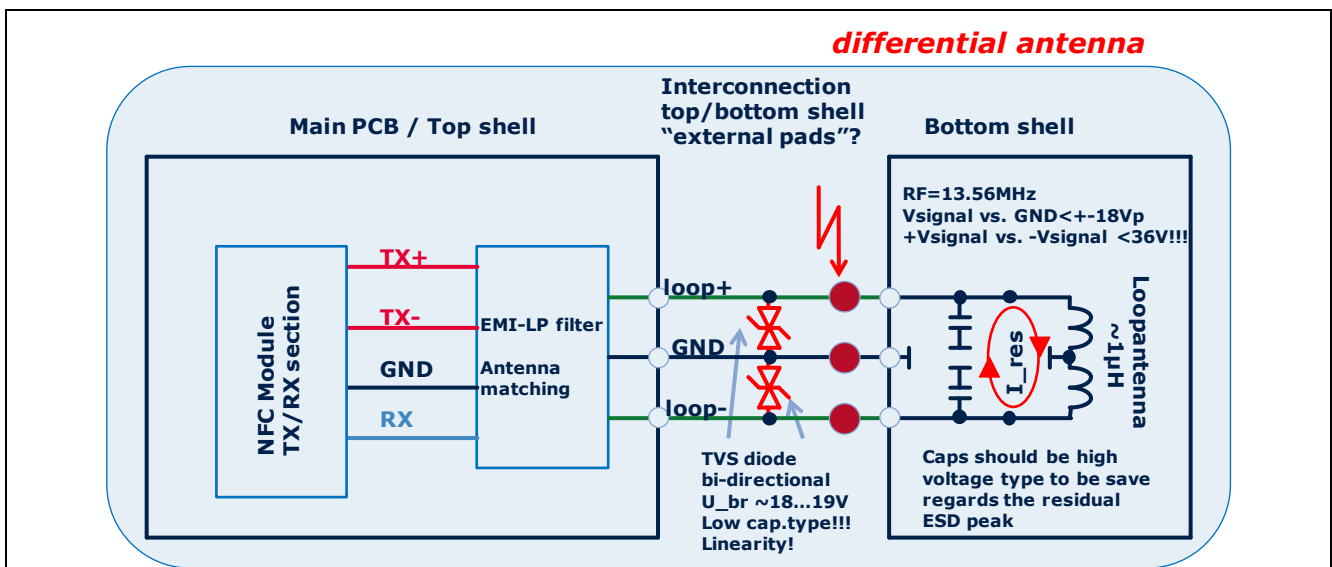 differential antenna
Interconnection
top/bottom shell
“external pads”?
Main PCB / Top shell
Bottom shell
RF=13.56MHz
Vsignal vs. GND<+-18Vp
+Vsignal vs. -Vsignal <36V!!!
NFC Module
TX/RX section
TX+
TX-
GND
RX
EMI-LP filter
Antenna
matching
loop+
GND
loop-
I_res
Loopantenna
~1µH
TVS diode
bi-directional
U_br ~18...19V
Low cap.type!!!
Linearity!
Caps should be high
voltage type to be save
regards the residual
ESD peak